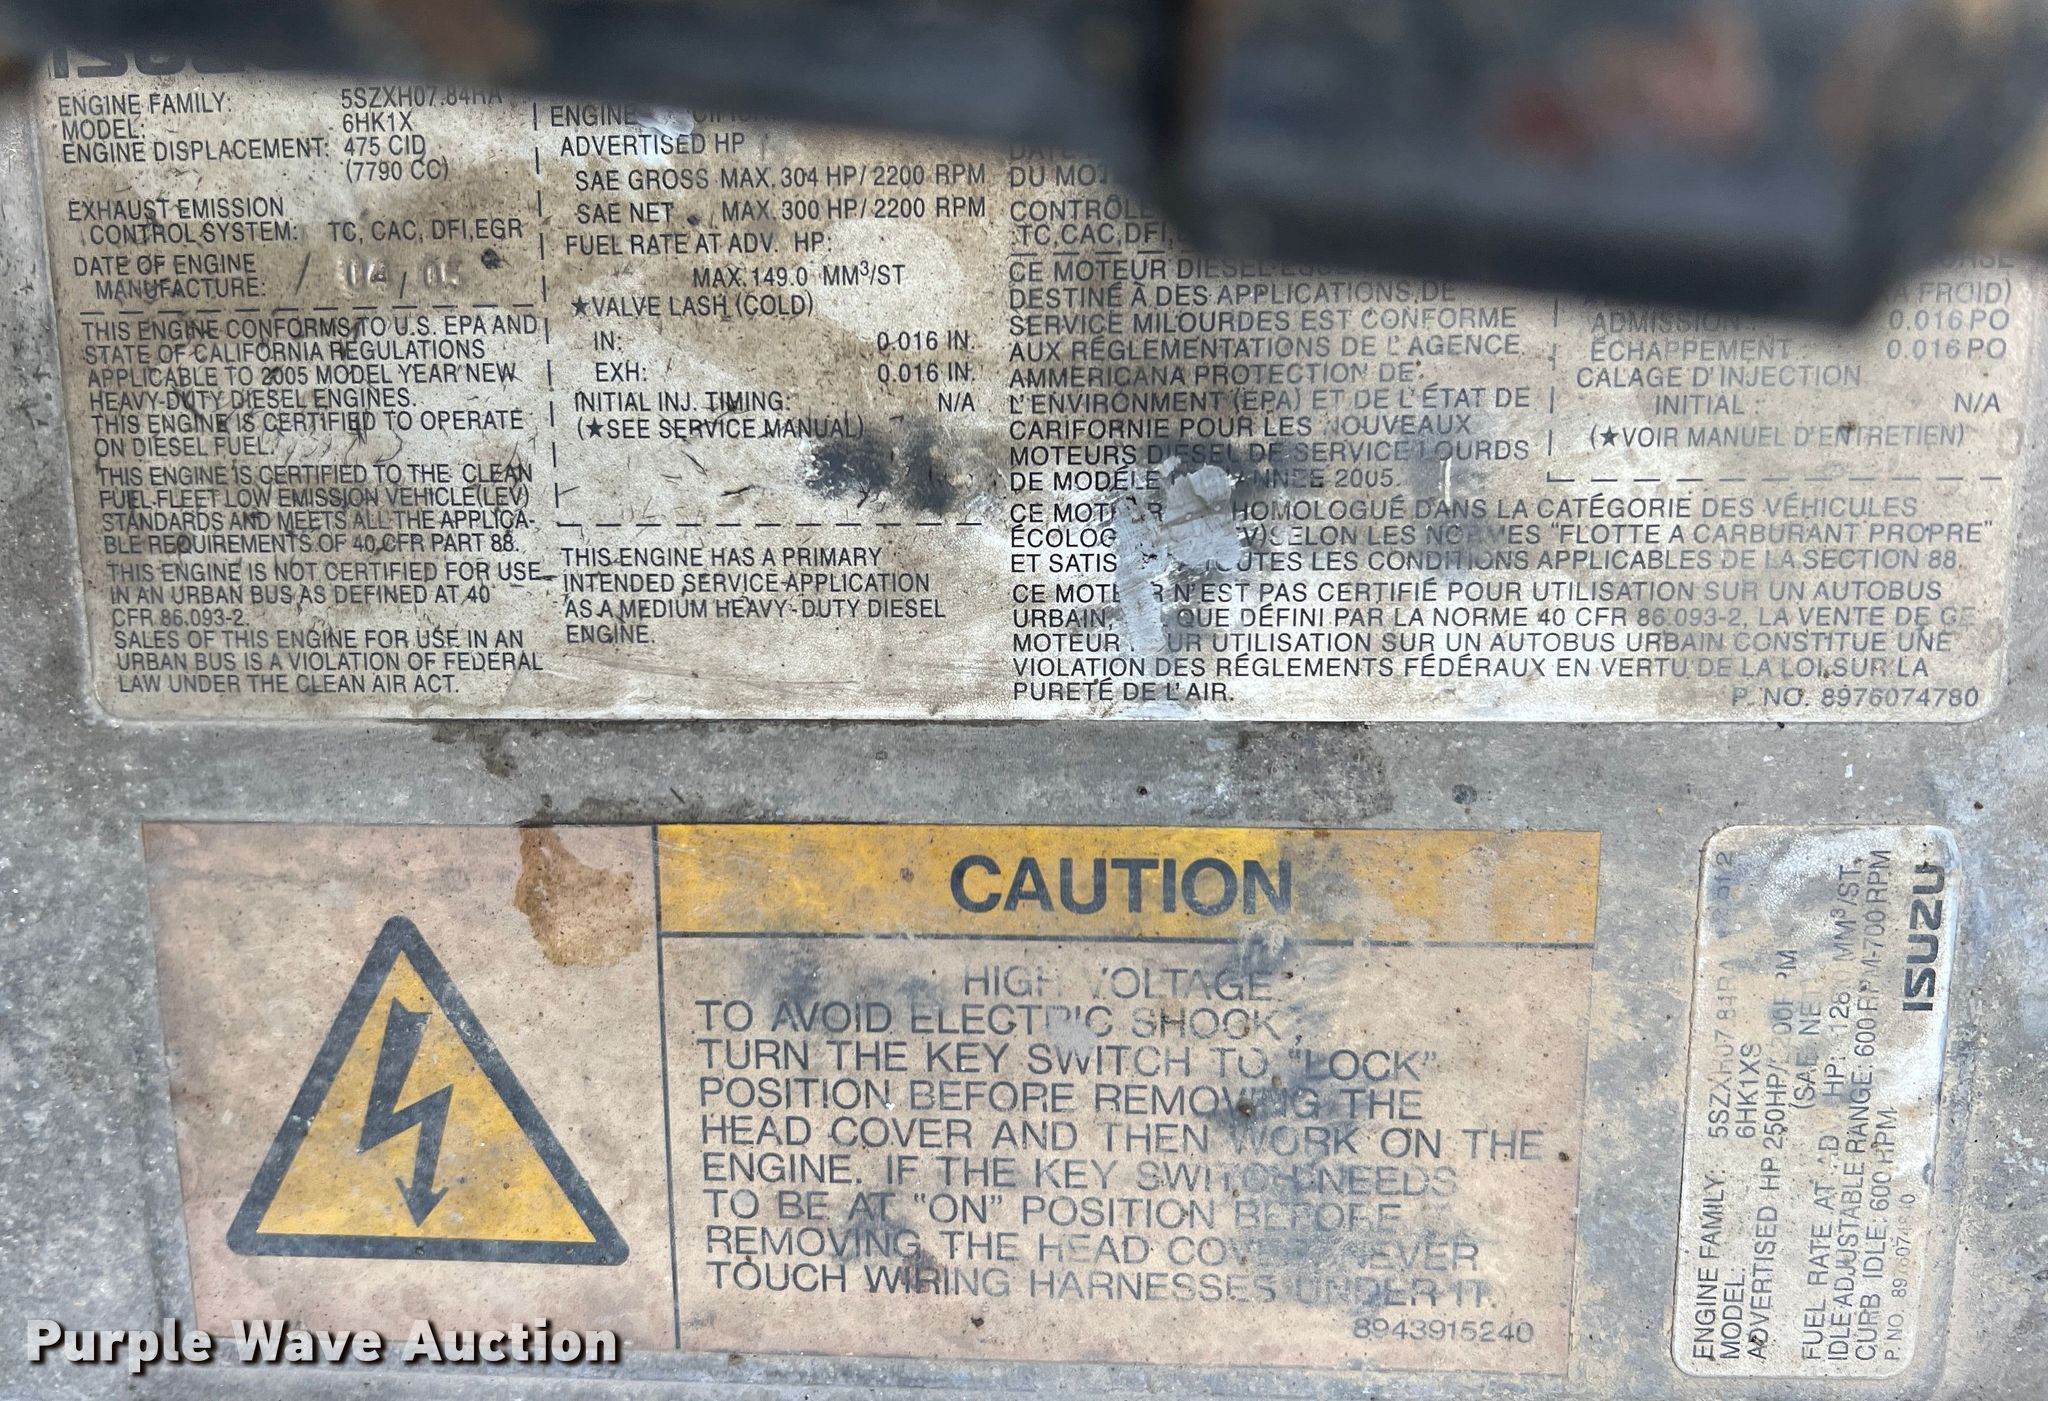 ISUZU
ENGINE FAMILY: 5SZXH07.84RA
MODEL: 6HK1X
ENGINE DISPLACEMENT: 475 CID
(7790 CC)
EXHAUST EMISSION
CONTROL SYSTEM: TC, CAC, DFI,EGR
DATE OF ENGINE
MANUFACTURE: / 04 / 05
THIS ENGINE CONFORMS TO U.S. EPA AND
STATE OF CALIFORNIA REGULATIONS
APPLICABLE TO 2005 MODEL YEAR NEW
HEAVY-DUTY DIESEL ENGINES.
THIS ENGINE IS CERTIFIED TO OPERATE
ON DIESEL FUEL.
THIS ENGINE IS CERTIFIED TO THE CLEAN
FUEL-FLEET LOW EMISSION VEHICLE(LEV)
STANDARDS AND MEETS ALL THE APPLICA-
BLE REQUIREMENTS OF 40 CFR PART 88.
THIS ENGINE IS NOT CERTIFIED FOR USE
IN AN URBAN BUS AS DEFINED AT 40
CFR 86.093-2.
SALES OF THIS ENGINE FOR USE IN AN
URBAN BUS IS A VIOLATION OF FEDERAL
LAW UNDER THE CLEAN AIR ACT.
ENGINE
ADVERTISED HP
SAE GROSS MAX. 304 HP/2200 RPM
SAE NET MAX. 300 HP/2200 RPM
FUEL RATE AT ADV. HP:
MAX.149.0 MM³/ST
★VALVE LASH (COLD)
IN: 0.016 IN.
EXH: 0.016 IN.
INITIAL INJ. TIMING: N/A
(★SEE SERVICE MANUAL)
THIS ENGINE HAS A PRIMARY
INTENDED SERVICE APPLICATION
AS A MEDIUM HEAVY-DUTY DIESEL
ENGINE.
DU
CONTRÔLE
TC,CAC,DFI,
CE MOTEUR DIESEL
DESTINÉ À DES APPLICATIONS DE
SERVICE MILOURDES EST CONFORME
AUX RÉGLEMENTATIONS DE L'AGENCE
AMMERICANA PROTECTION DE
L'ENVIRONMENT (EPA) ET DE L'ÉTAT DE
CARIFORNIE POUR LES NOUVEAUX
MOTEURS DIESEL DE SERVICE LOURDS
DE MODÉLE 2005.
CE HOMOLOGUÉ DANS LA CATÉGORIE DES VÉHICULES
SELON LES NORMES "FLOTTE A CARBURANT PROPRE"
ET LES CONDITIONS APPLICABLES DE LA SECTION 88.
CE N'EST PAS CERTIFIÉ POUR UTILISATION SUR UN AUTOBUS
URBAIN, QUE DÉFINI PAR LA NORME 40 CFR 86.093-2, LA VENTE DE CE
MOTEUR UTILISATION SUR UN AUTOBUS URBAIN CONSTITUE UNE
VIOLATION DES RÉGLEMENTS FÉDÉRAUX EN VERTU DE LA LOI SUR LA
PURETÉ DE L'AIR.
P. NO. 8976074780
FROID)
ADMISSION: 0.016 PO
ÉCHAPPEMENT 0.016 PO
CALAGE D'INJECTION
INITIAL : N/A
(★VOIR MANUEL D'ENTRETIEN)
CAUTION
HIGH VOLTAGE
TO AVOID ELECTRIC SHOCK,
TURN THE KEY SWITCH TO "LOCK"
POSITION BEFORE REMOVING THE
HEAD COVER AND THEN WORK ON THE
ENGINE. IF THE KEY SWITCH NEEDS
TO BE AT "ON" POSITION BEFORE
REMOVING THE HEAD COVER, NEVER
TOUCH WIRING HARNESSES UNDER IT.
8943915240
ENGINE FAMILY: 5SZXH07.84RA
MODEL: 6HK1XS
ADVERTISED HP 250HP/2200RPM
(SAE NET)
FUEL RATE AT HP: MM³/ST,
IDLE ADJUSTABLE RANGE: 600RPM-700RPM
CURB IDLE: 600 RPM
P. NO.
ISUZU
Purple Wave Auction